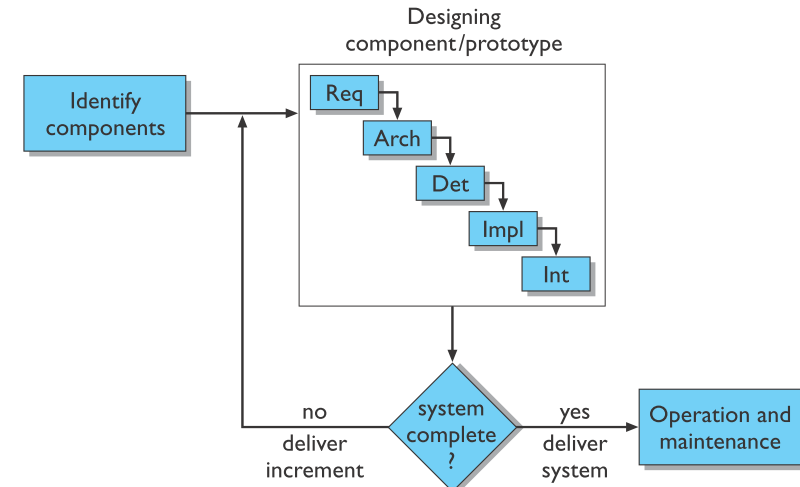 Designing
component/prototype
Identify
components
Req
Arch
Det
Impl
Int
system
complete
?
no
deliver
increment
yes
deliver
system
Operation and
maintenance